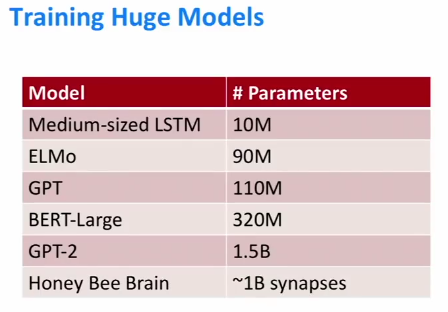 Training Huge Models
Model # Parameters
Medium-sized LSTM 10M
ELMo 90M
GPT 110M
BERT-Large 320M
GPT-2 1.5B
Honey Bee Brain ~1B synapses